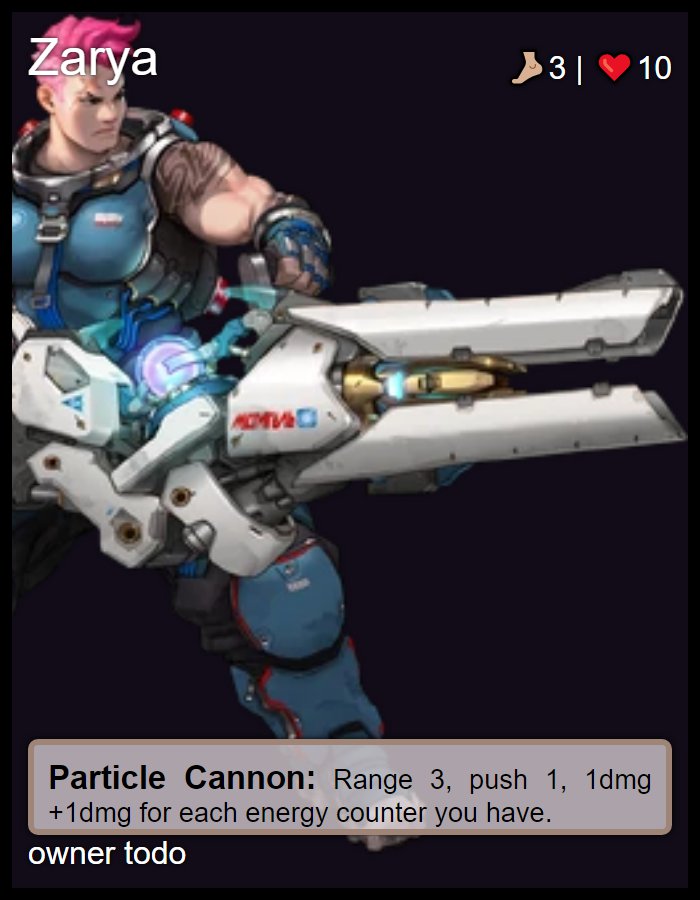 Zarya
3 | 10
Particle Cannon: Range 3, push 1, 1dmg
+1dmg for each energy counter you have.
owner todo